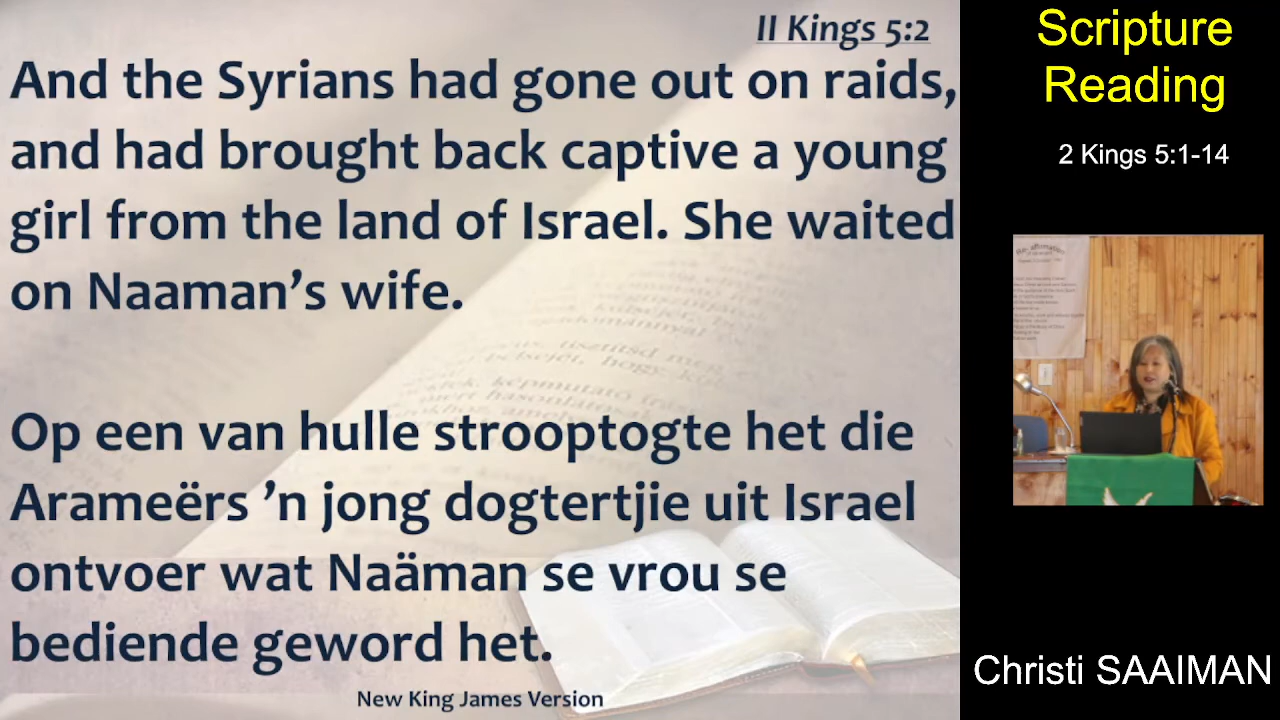 II Kings 5:2
And the Syrians had gone out on raids,
and had brought back captive a young
girl from the land of Israel. She waited
on Naaman’s wife.
Op een van hulle strooptogte het die
Arameërs ’n jong dogtertjie uit Israel
ontvoer wat Naäman se vrou se
bediende geword het.
New King James Version
Scripture
Reading
2 Kings 5:1-14
Christi SAAIMAN